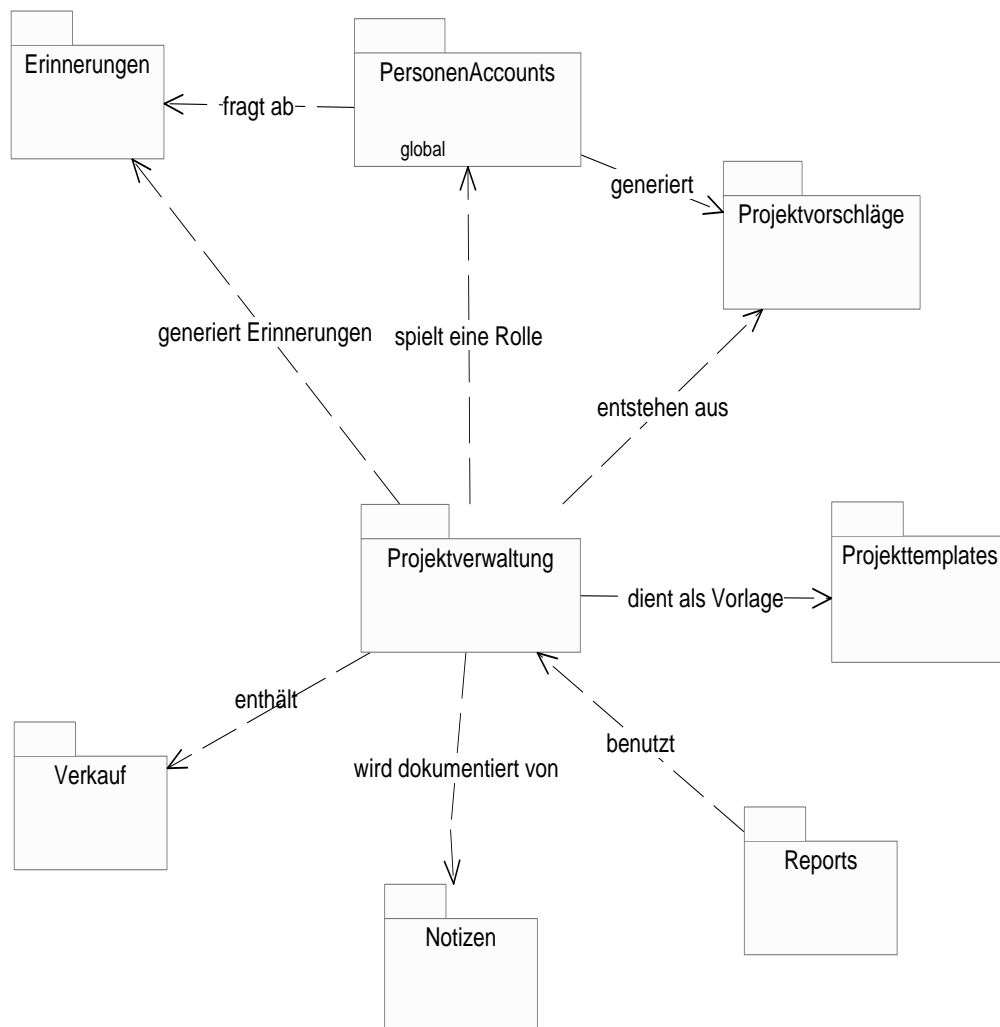 Erinnerungen
PersonenAccounts
fragt ab
global
generiert
Projektvorschläge
generiert Erinnerungen
spielt eine Rolle
entstehen aus
Projektverwaltung
Projekttemplates
dient als Vorlage
enthält
benutzt
wird dokumentiert von
Verkauf
Reports
Notizen